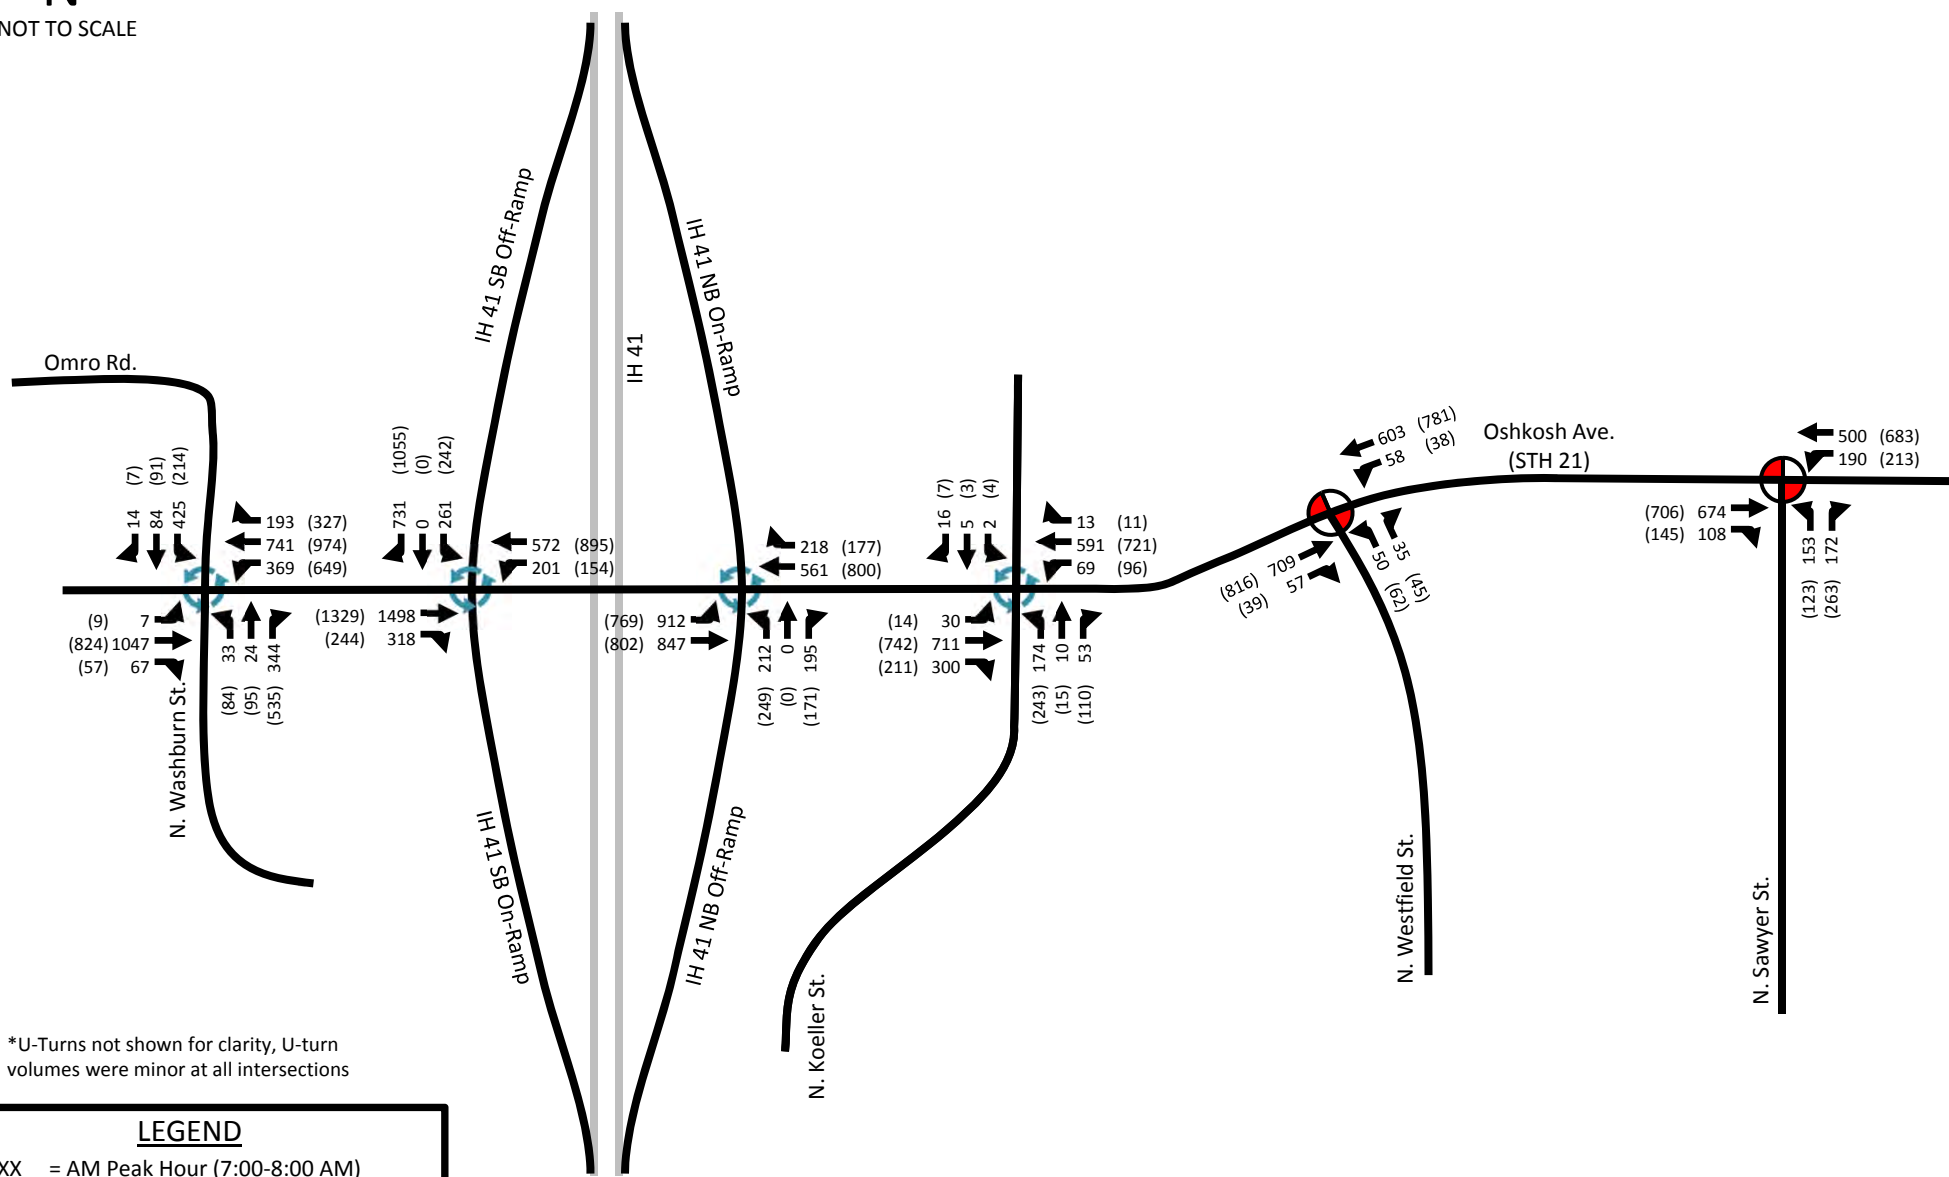 N
NOT TO SCALE
Omro Rd.
IH 41 SB Off-Ramp
IH 41 NB On-Ramp
IH 41
Oshkosh Ave.
(STH 21)
14 (7)
84 (91)
425 (214)
193 (327)
741 (974)
369 (649)
(9) 7
(824) 1047
(57) 67
33 (84)
24 (95)
344 (535)
N. Washburn St.
731 (1055)
0 (0)
261 (242)
572 (895)
201 (154)
(1329) 1498
(244) 318
IH 41 SB On-Ramp
218 (177)
561 (800)
(769) 912
(802) 847
(249) 212
(0) 0
(171) 195
IH 41 NB Off-Ramp
16 (7)
5 (3)
2 (4)
13 (11)
591 (721)
69 (96)
(14) 30
(742) 711
(211) 300
(243) 174
(15) 10
(110) 53
N. Koeller St.
603 (781)
58 (38)
(816) 709
(39) 57
50 (62)
35 (45)
N. Westfield St.
500 (683)
190 (213)
(706) 674
(145) 108
(123) 153
(263) 172
N. Sawyer St.
*U-Turns not shown for clarity, U-turn
volumes were minor at all intersections
LEGEND
XX = AM Peak Hour (7:00-8:00 AM)